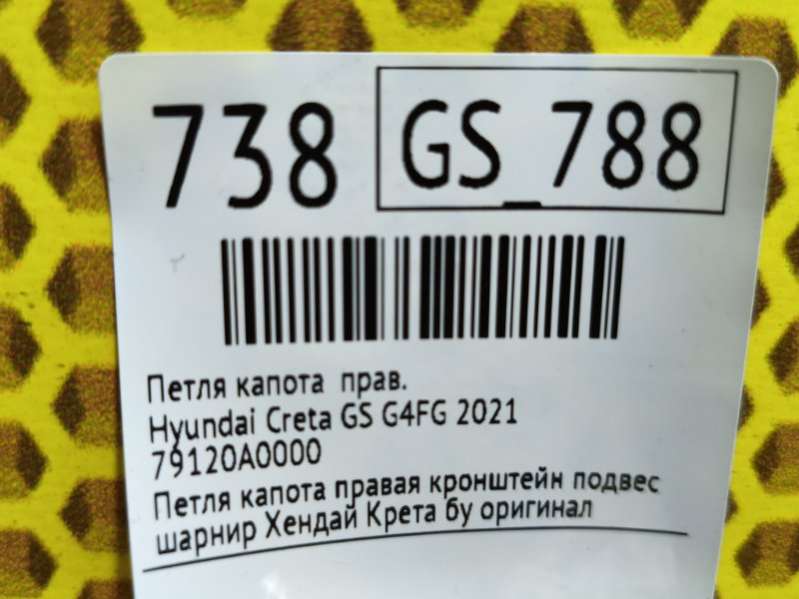 738 GS_788
Петля капота прав.
Hyundai Creta GS G4FG 2021
79120A0000
Петля капота правая кронштейн подвес
шарнир Хендай Крета бу оригинал